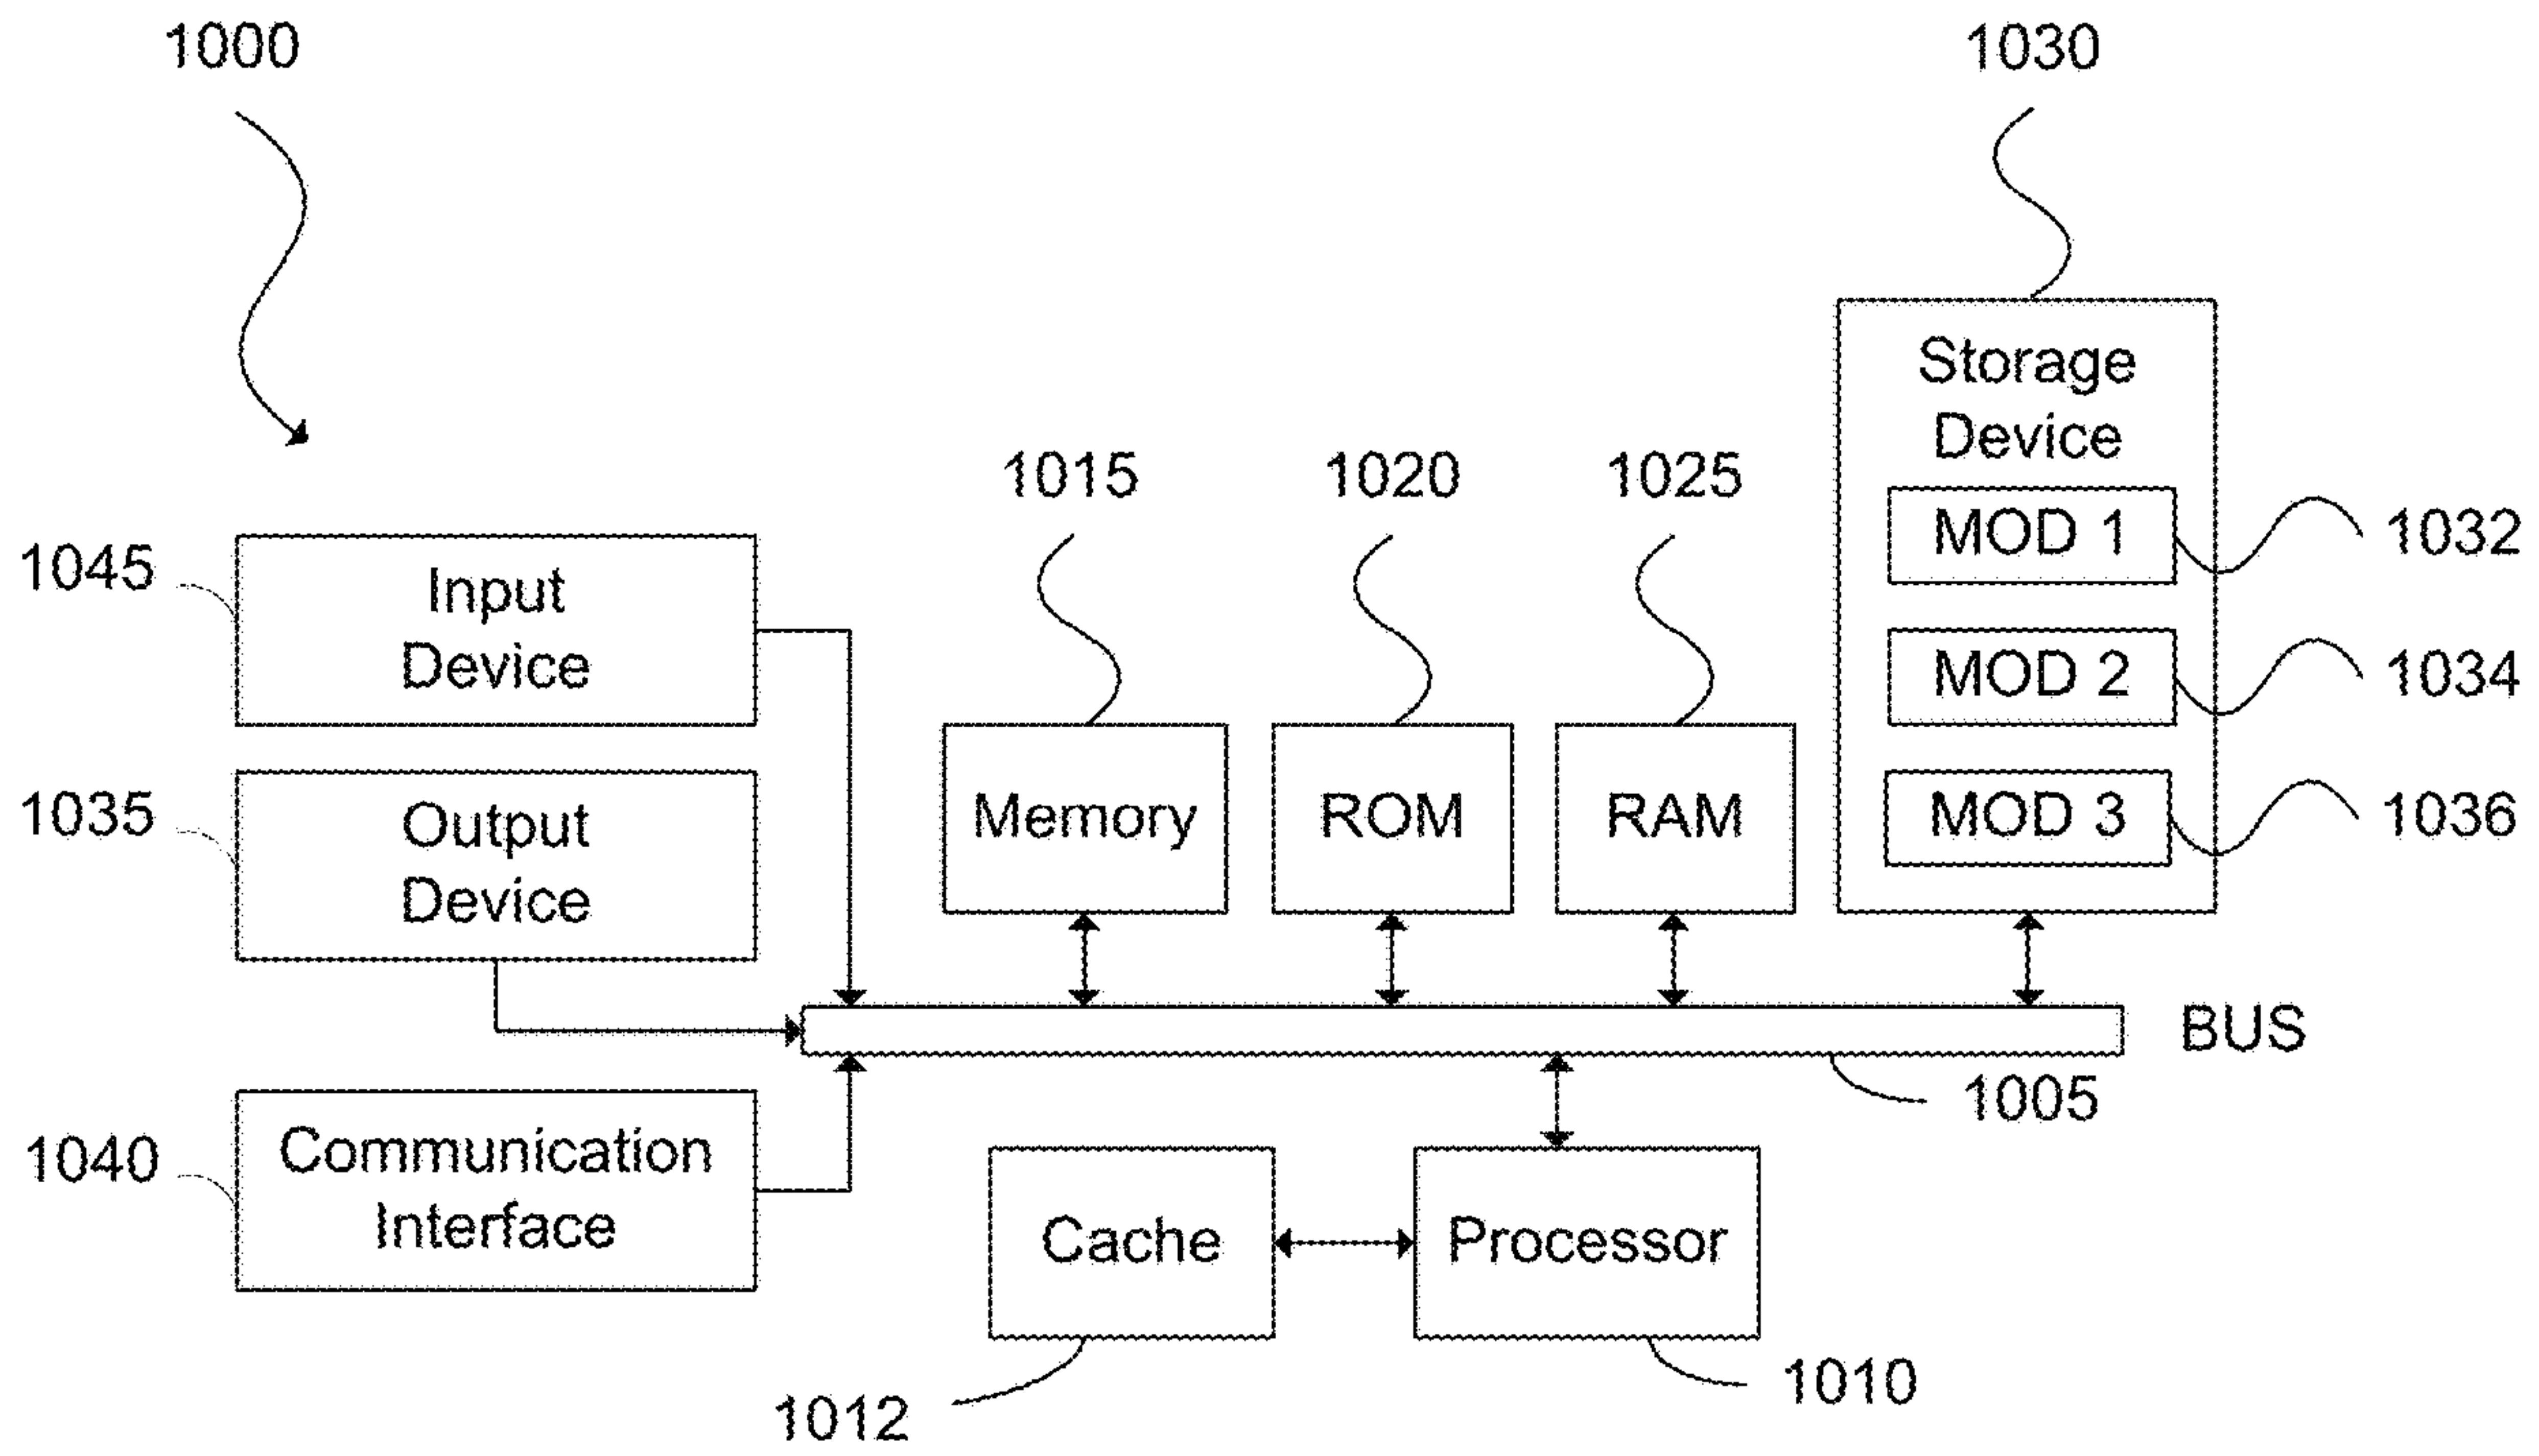 1000
1030
Storage
Device
1015
1020
1025
MOD 1
1032
1045
Input
Device
MOD 2
1034
1035
Output
Device
Memory
ROM
RAM
MOD 3
1036
BUS
1005
1040
Communication
Interface
Cache
Processor
1012
1010